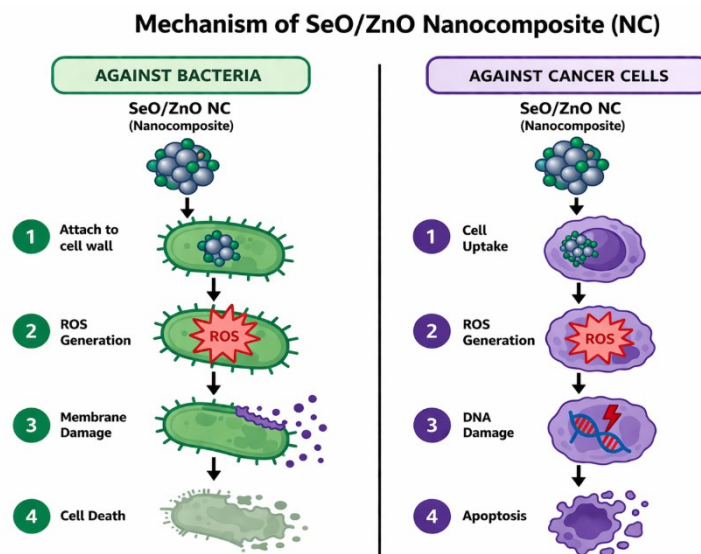 Mechanism of SeO/ZnO Nanocomposite (NC)
AGAINST BACTERIA
SeO/ZnO NC
(Nanocomposite)
1
Attach to
cell wall
2
ROS
Generation
ROS
3
Membrane
Damage
4
Cell Death
AGAINST CANCER CELLS
SeO/ZnO NC
(Nanocomposite)
1
Cell
Uptake
2
ROS
Generation
ROS
3
DNA
Damage
4
Apoptosis